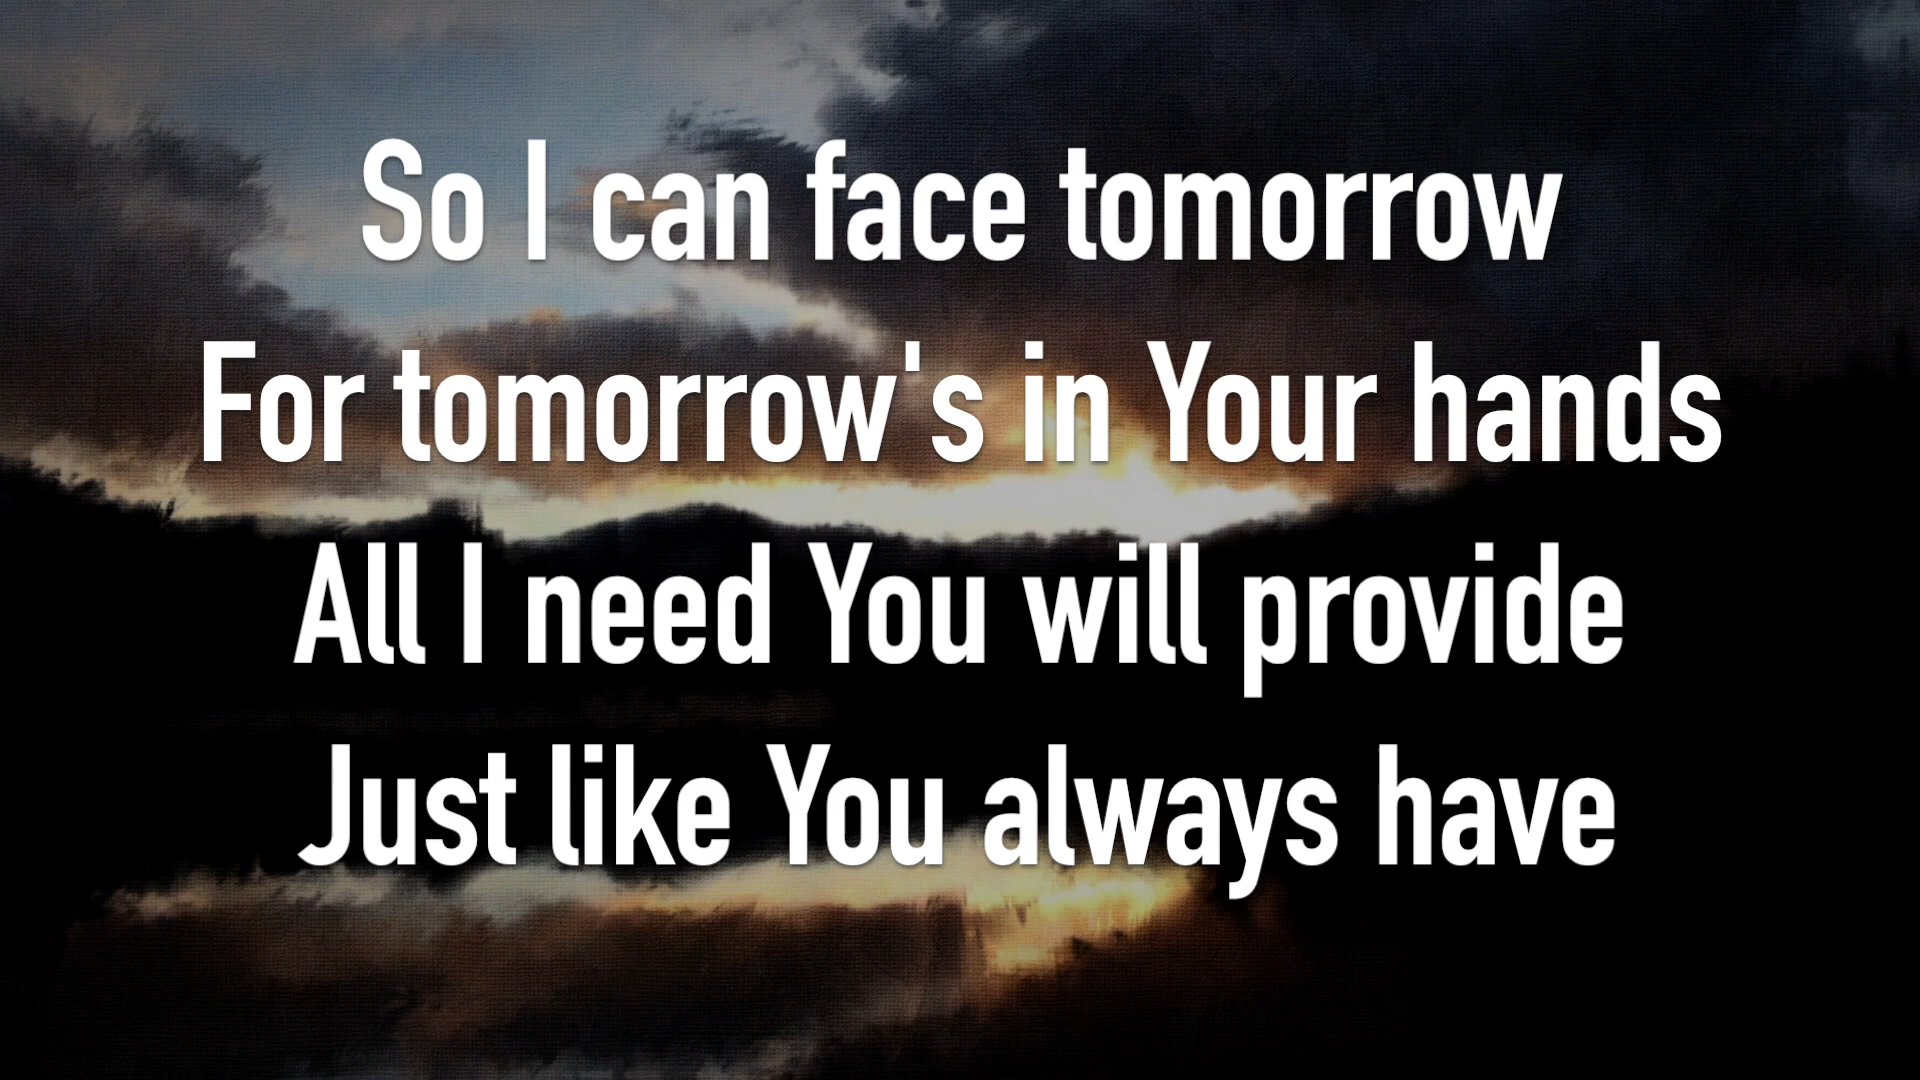 So I can face tomorrow
For tomorrow's in Your hands
All I need You will provide
Just like You always have